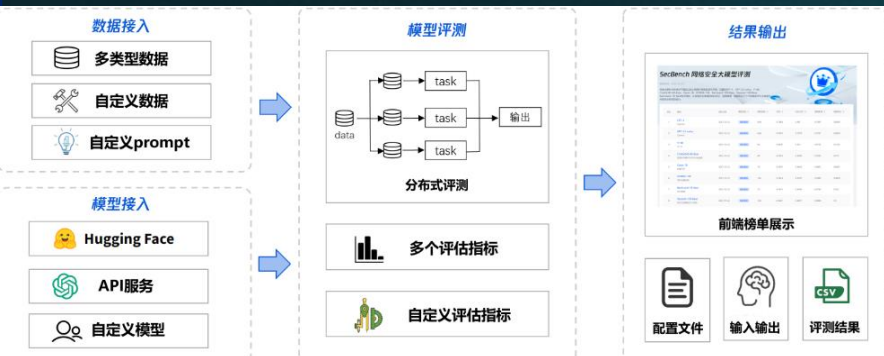 数据接入
多类型数据
自定义数据
自定义prompt
模型接入
Hugging Face
API服务
自定义模型
模型评测
data
task
task
task
输出
分布式评测
多个评估指标
自定义评估指标
结果输出
SecBench 网络安全大模型评测
前端榜单展示
配置文件
输入输出
CSV
评测结果